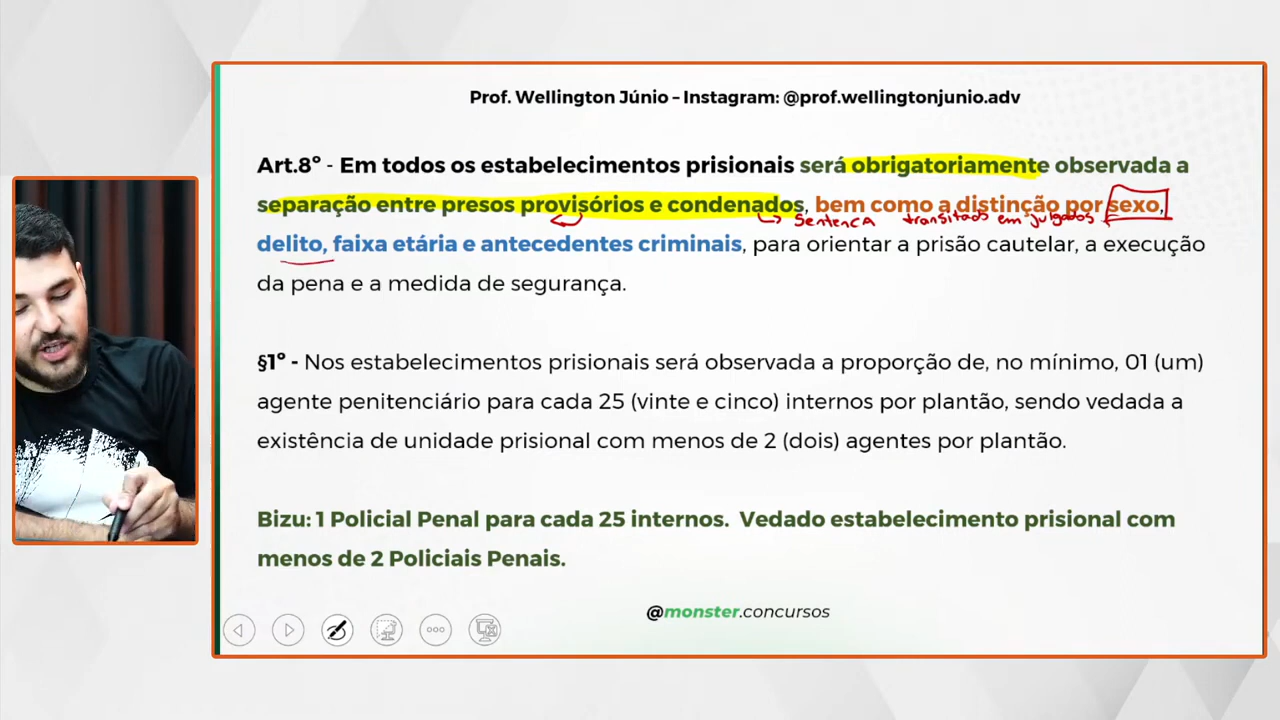 Prof. Wellington Júnio – Instagram: @prof.wellingtonjunio.adv
Art.8º - Em todos os estabelecimentos prisionais será obrigatoriamente observada a
separação entre presos provisórios e condenados, bem como a distinção por sexo,
Sentença transitado em julgados
delito, faixa etária e antecedentes criminais, para orientar a prisão cautelar, a execução
da pena e a medida de segurança.
§1º - Nos estabelecimentos prisionais será observada a proporção de, no mínimo, 01 (um)
agente penitenciário para cada 25 (vinte e cinco) internos por plantão, sendo vedada a
existência de unidade prisional com menos de 2 (dois) agentes por plantão.
Bizu: 1 Policial Penal para cada 25 internos. Vedado estabelecimento prisional com
menos de 2 Policiais Penais.
@monster.concursos